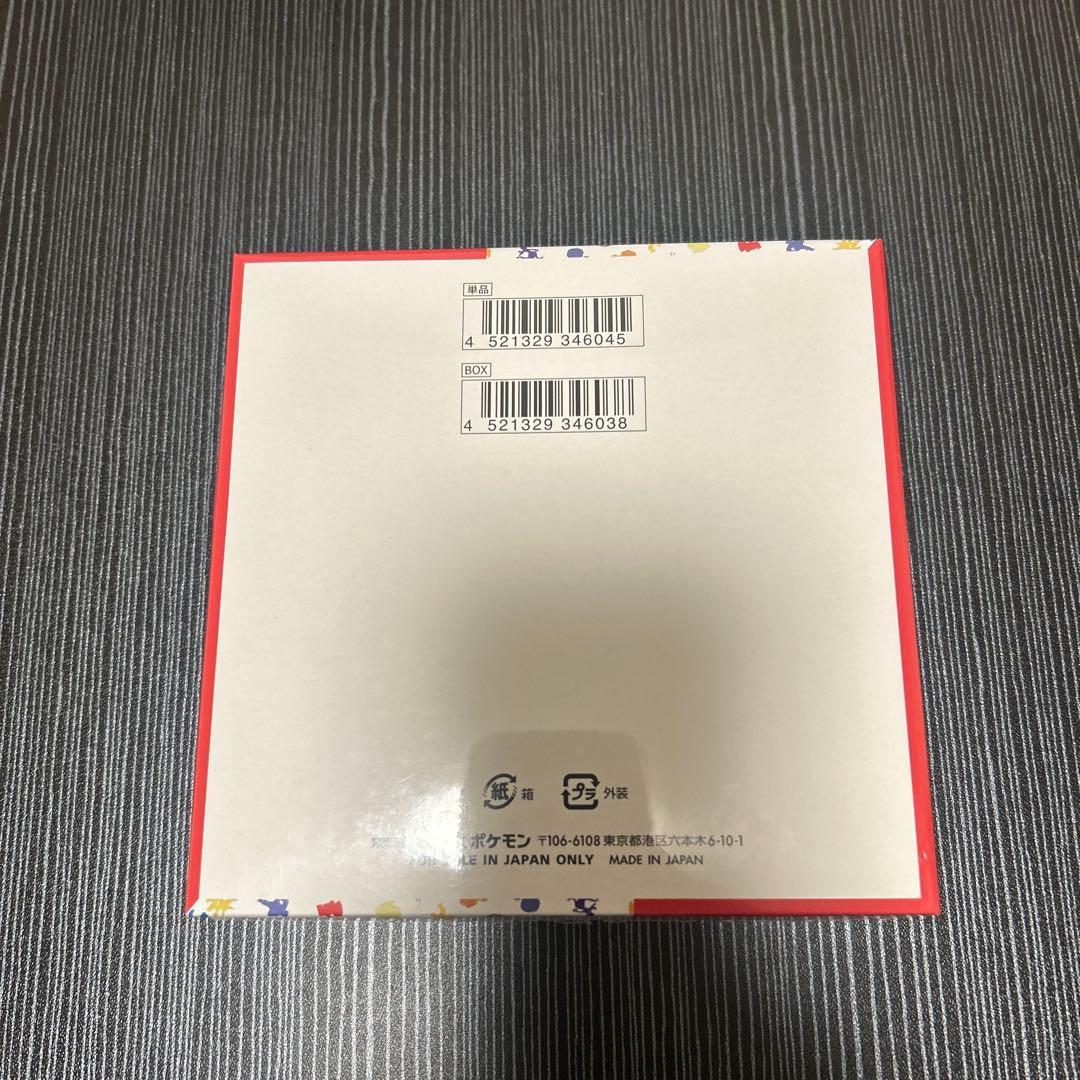 単品
4 521329 346045
BOX
4 521329 346038
紙 箱 プラ 外装
ポケモン 〒106-6108 東京都港区六本木6-10-1
IN JAPAN ONLY MADE IN JAPAN